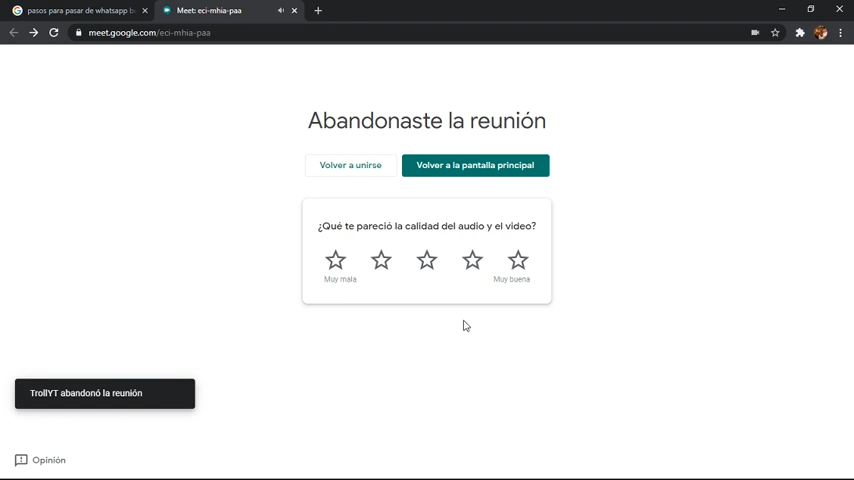 pasos para pasar de whatsapp bu
Meet: eci-mhia-paa
meet.google.com/eci-mhia-paa
Abandonaste la reunión
Volver a unirse
Volver a la pantalla principal
¿Qué te pareció la calidad del audio y el video?
Muy mala
Muy buena
TrollYT abandonó la reunión
Opinión